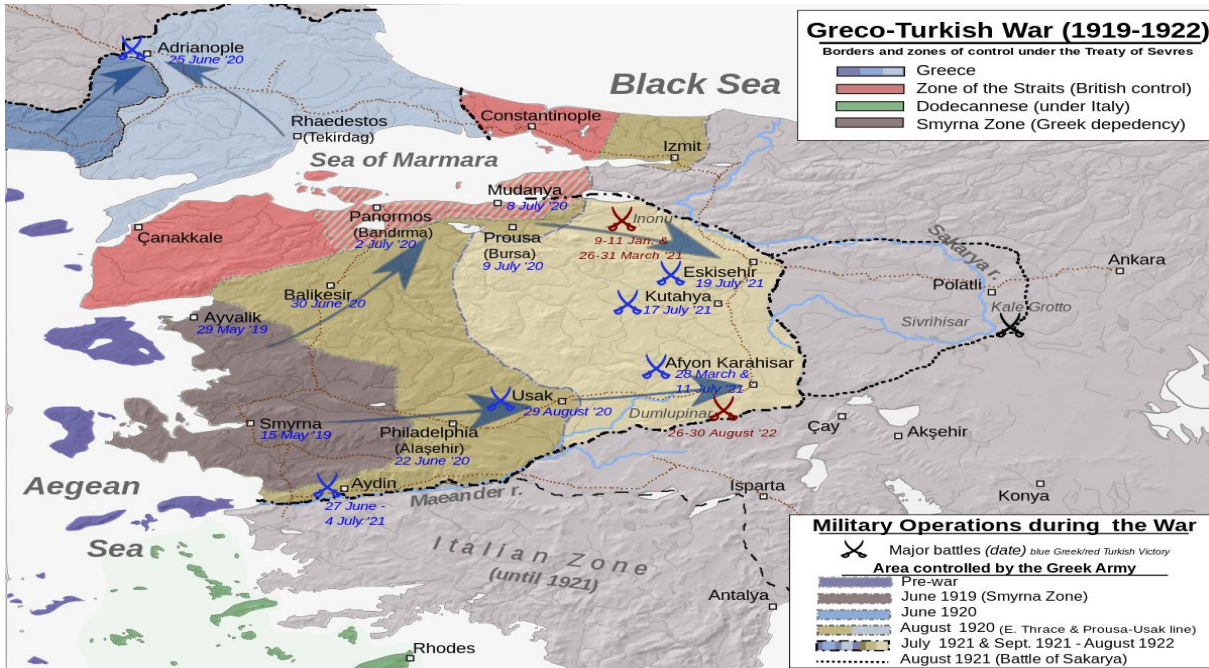 Greco-Turkish War (1919-1922)
Borders and zones of control under the Treaty of Sevres
Greece
Zone of the Straits (British control)
Dodecannese (under Italy)
Smyrna Zone (Greek depedency)
Black Sea
Adrianople
25 June '20
Rhaedestos
(Tekirdag)
Constantinople
Izmit
Sea of Marmara
Mudanya
8 July '20
Panormos
(Bandırma)
2 July '20
Çanakkale
Prousa
(Bursa)
9 July '20
Inonu
9-11 Jan. &
26-31 March '21
Eskisehir
19 July '21
Kutahya
17 July '21
Sakarya r.
Ankara
Polatli
Kale Grotto
Sivrihisar
Balikesir
30 June '20
Ayvalik
29 May '19
Afyon Karahisar
28 March &
11 July '21
Usak
29 August '20
Dumlupinar
26-30 August '22
Smyrna
15 May '19
Philadelphia
(Alaşehir)
22 June '20
Çay
Akşehir
Aydin
27 June -
4 July '21
Maeander r.
Isparta
Konya
Aegean
Sea
Italian Zone
(until 1921)
Antalya
Rhodes
Military Operations during the War
Major battles (date) blue Greek/red Turkish Victory
Area controlled by the Greek Army
Pre-war
June 1919 (Smyrna Zone)
June 1920
August 1920 (E. Thrace & Prousa-Usak line)
July 1921 & Sept. 1921 - August 1922
August 1921 (Battle of Sakarya)